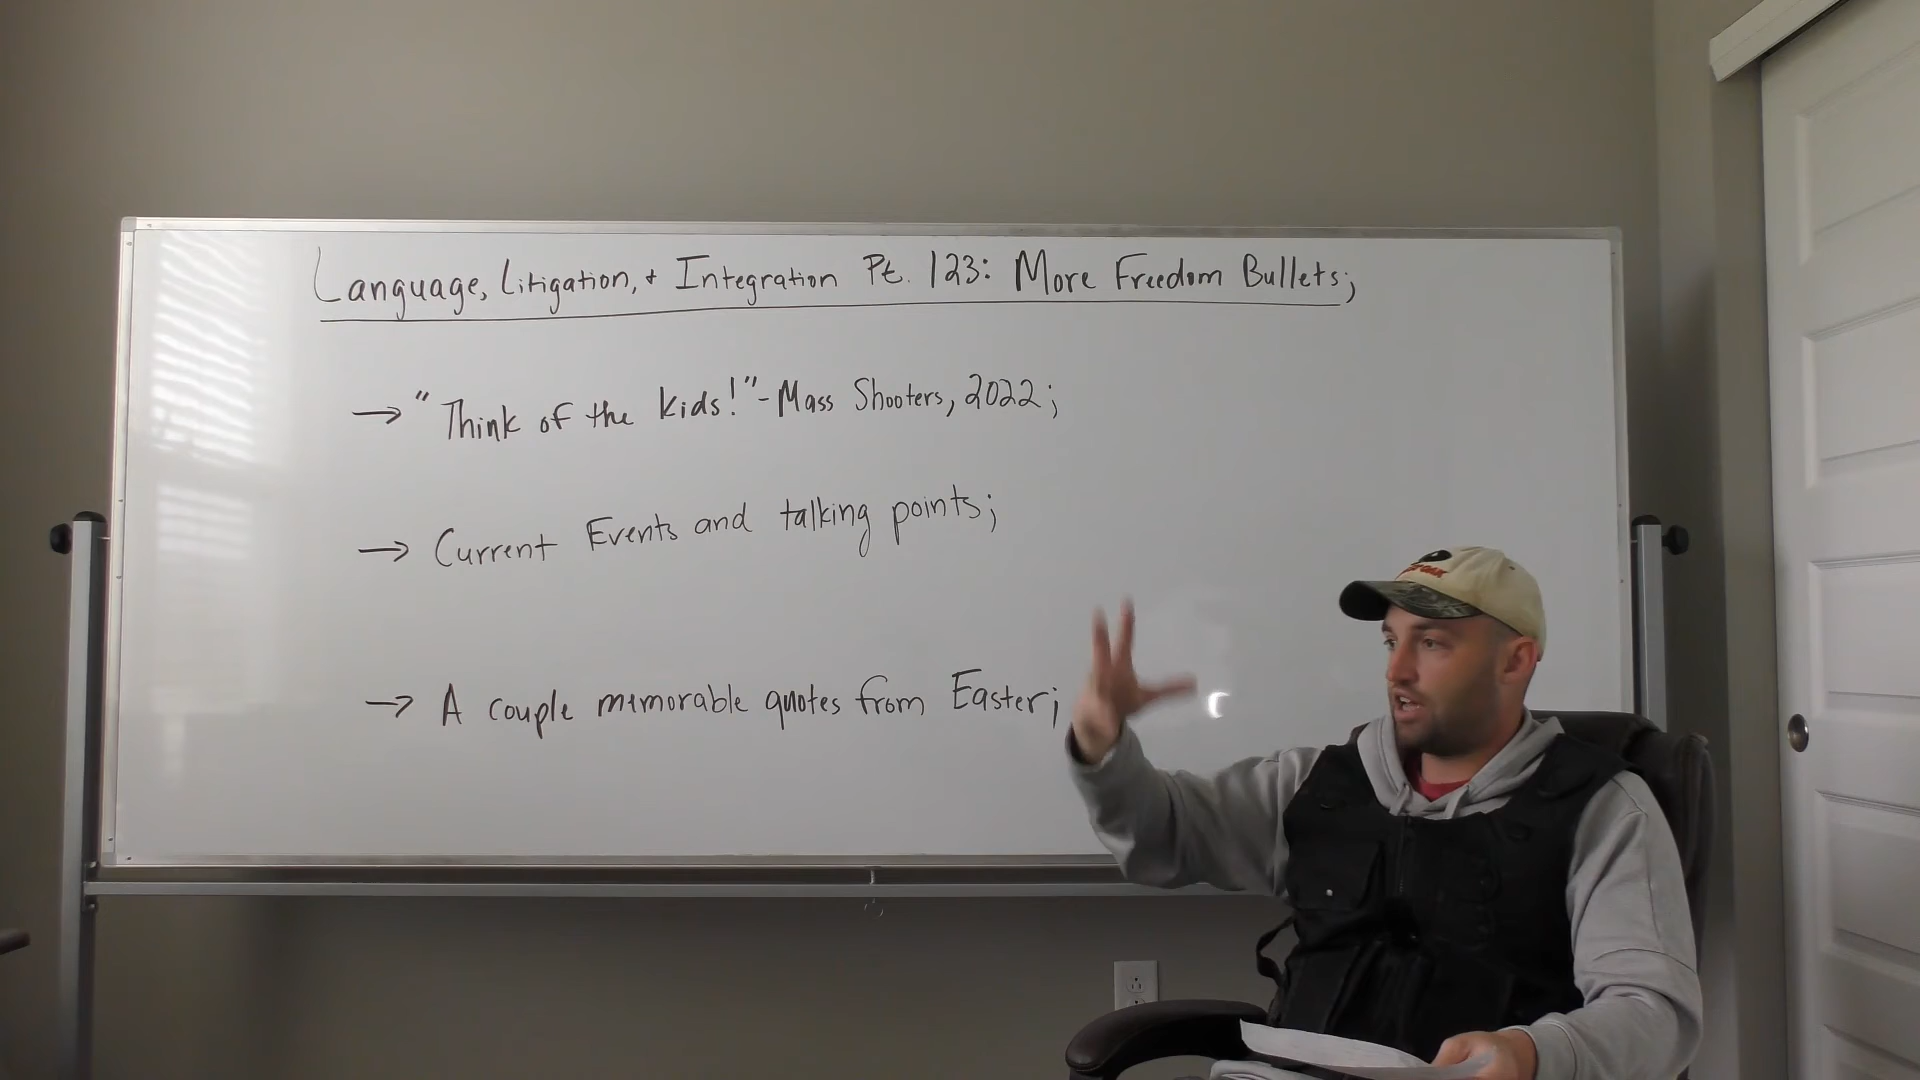 Language, Litigation, + Integration Pt. 123: More Freedom Bullets;
→ "Think of the kids!" - Mass Shooters, 2022;
→ Current Events and talking points;
→ A couple memorable quotes from Easter;